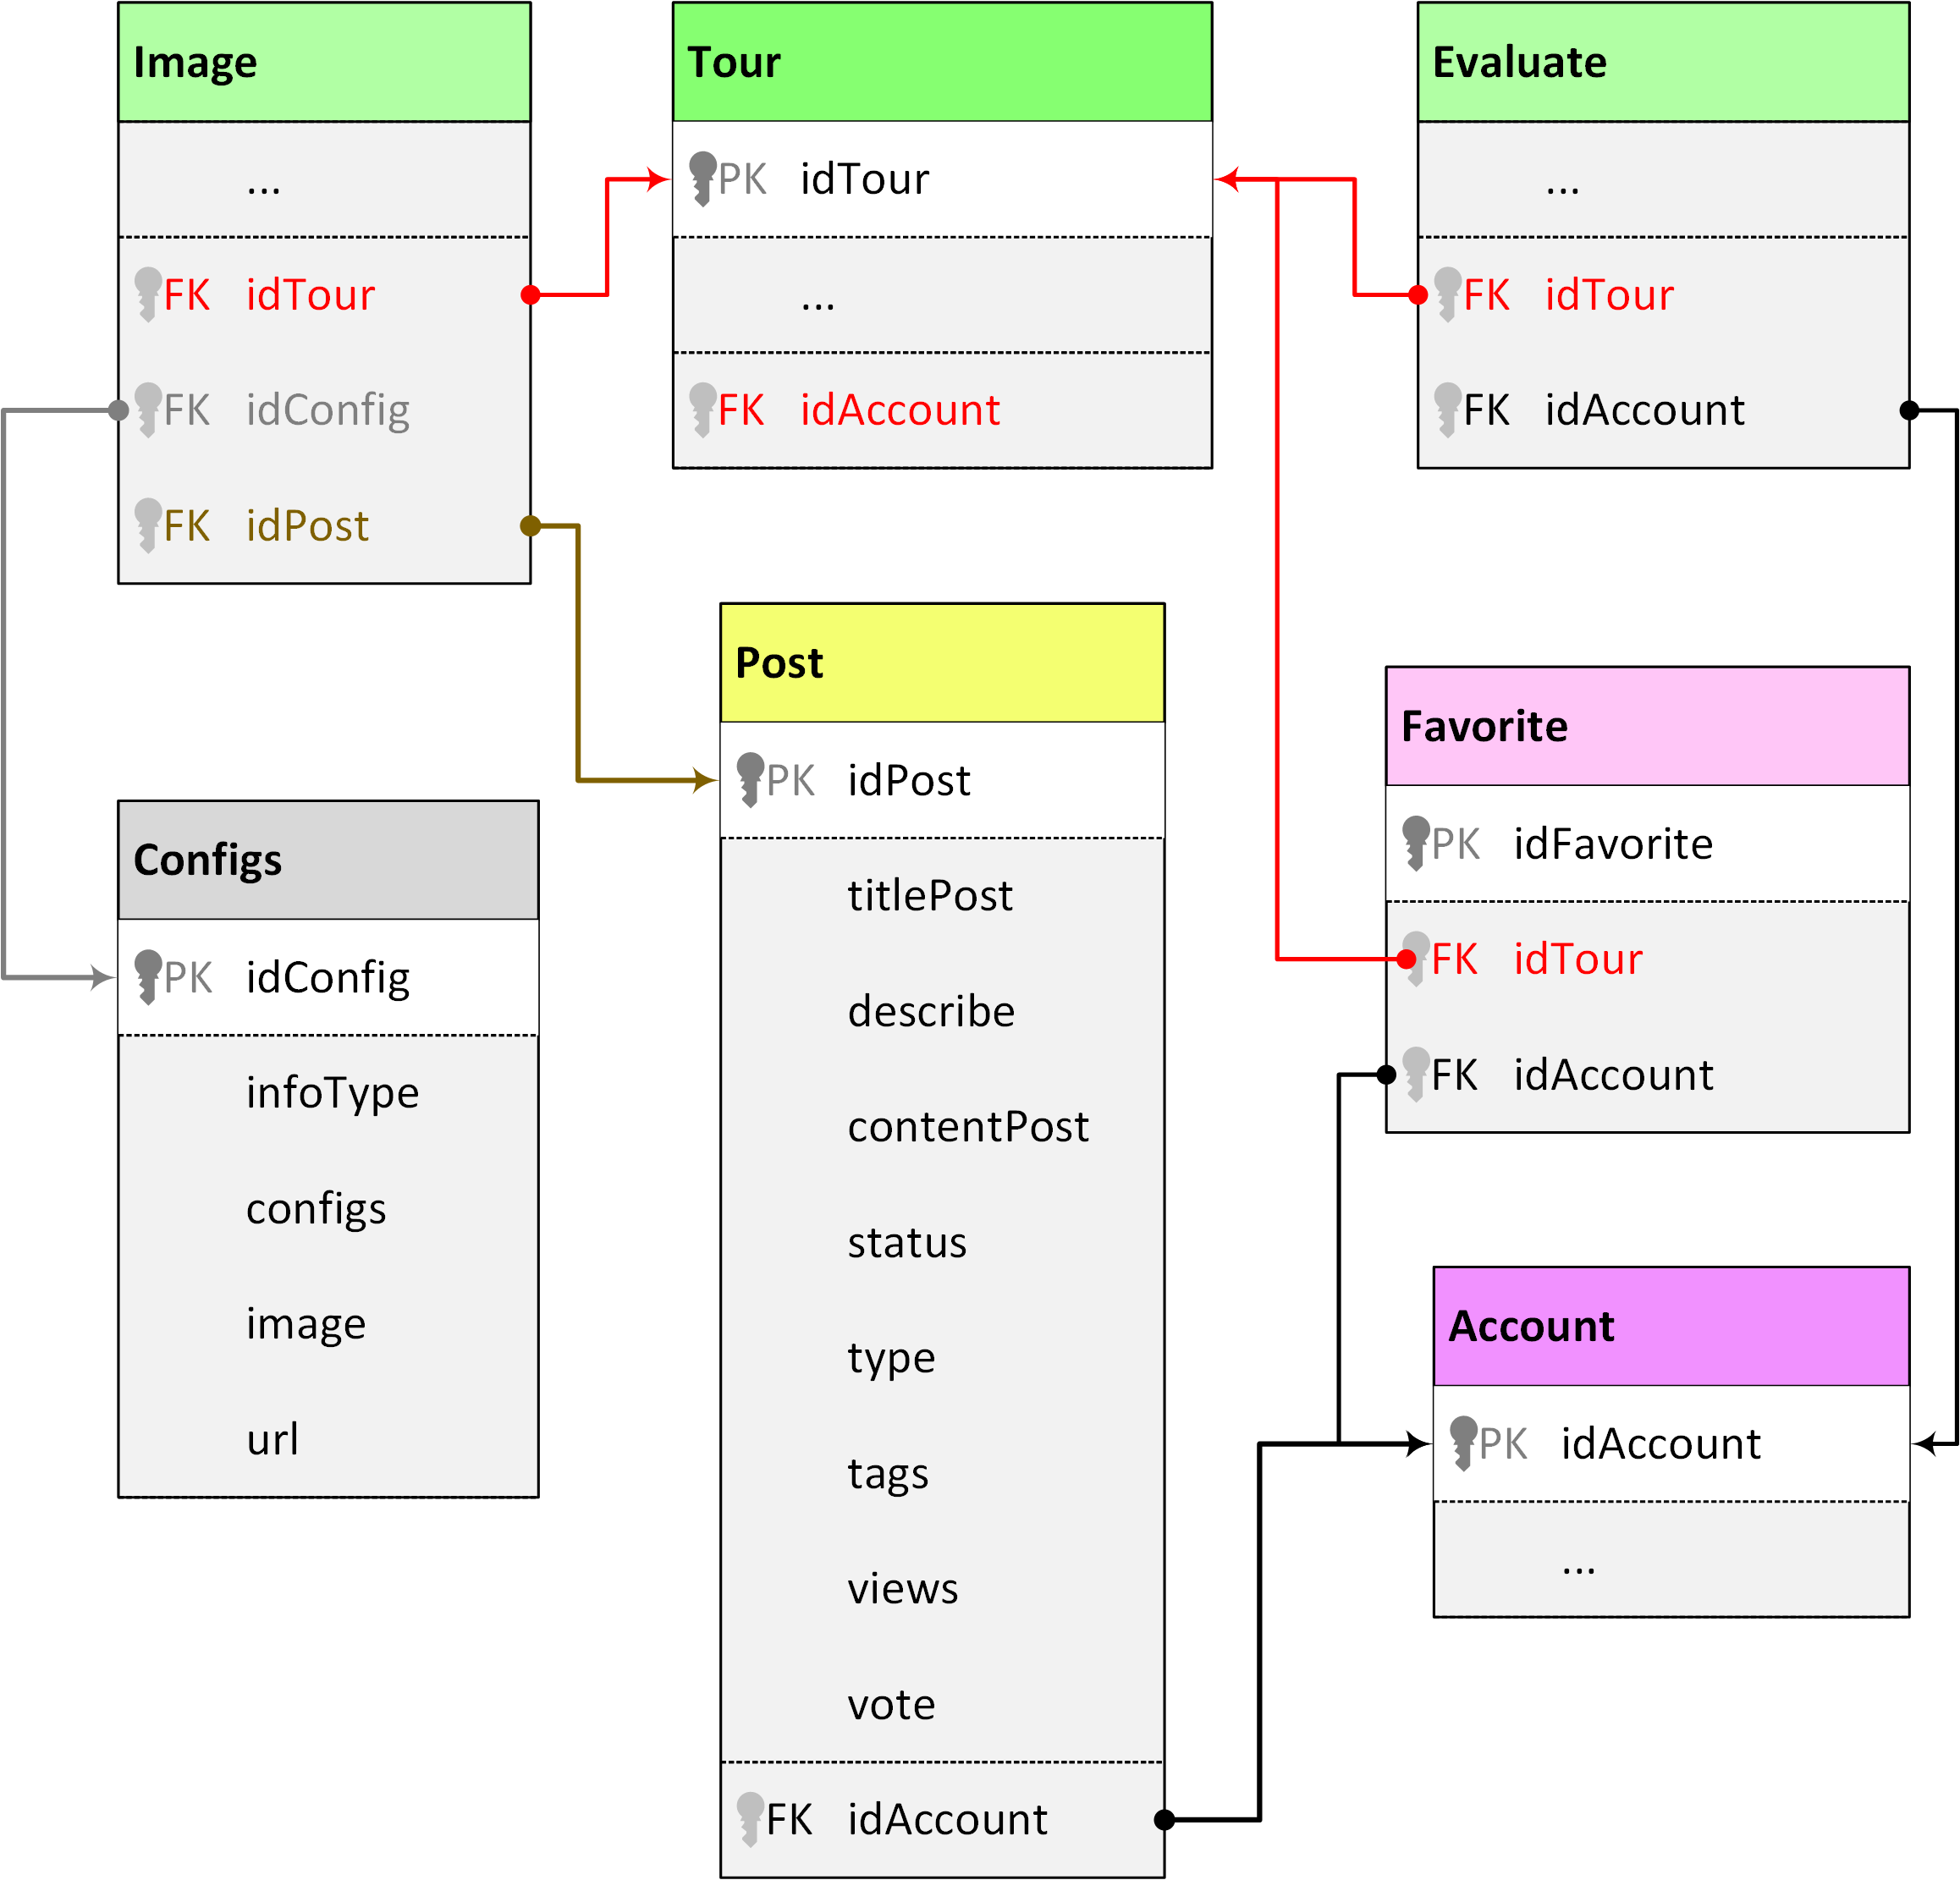 Image
...
FK idTour
FK idConfig
FK idPost
Tour
PK idTour
...
FK idAccount
Evaluate
...
FK idTour
FK idAccount
Post
PK idPost
titlePost
describe
contentPost
status
type
tags
views
vote
FK idAccount
Favorite
PK idFavorite
FK idTour
FK idAccount
Configs
PK idConfig
infoType
configs
image
url
Account
PK idAccount
...